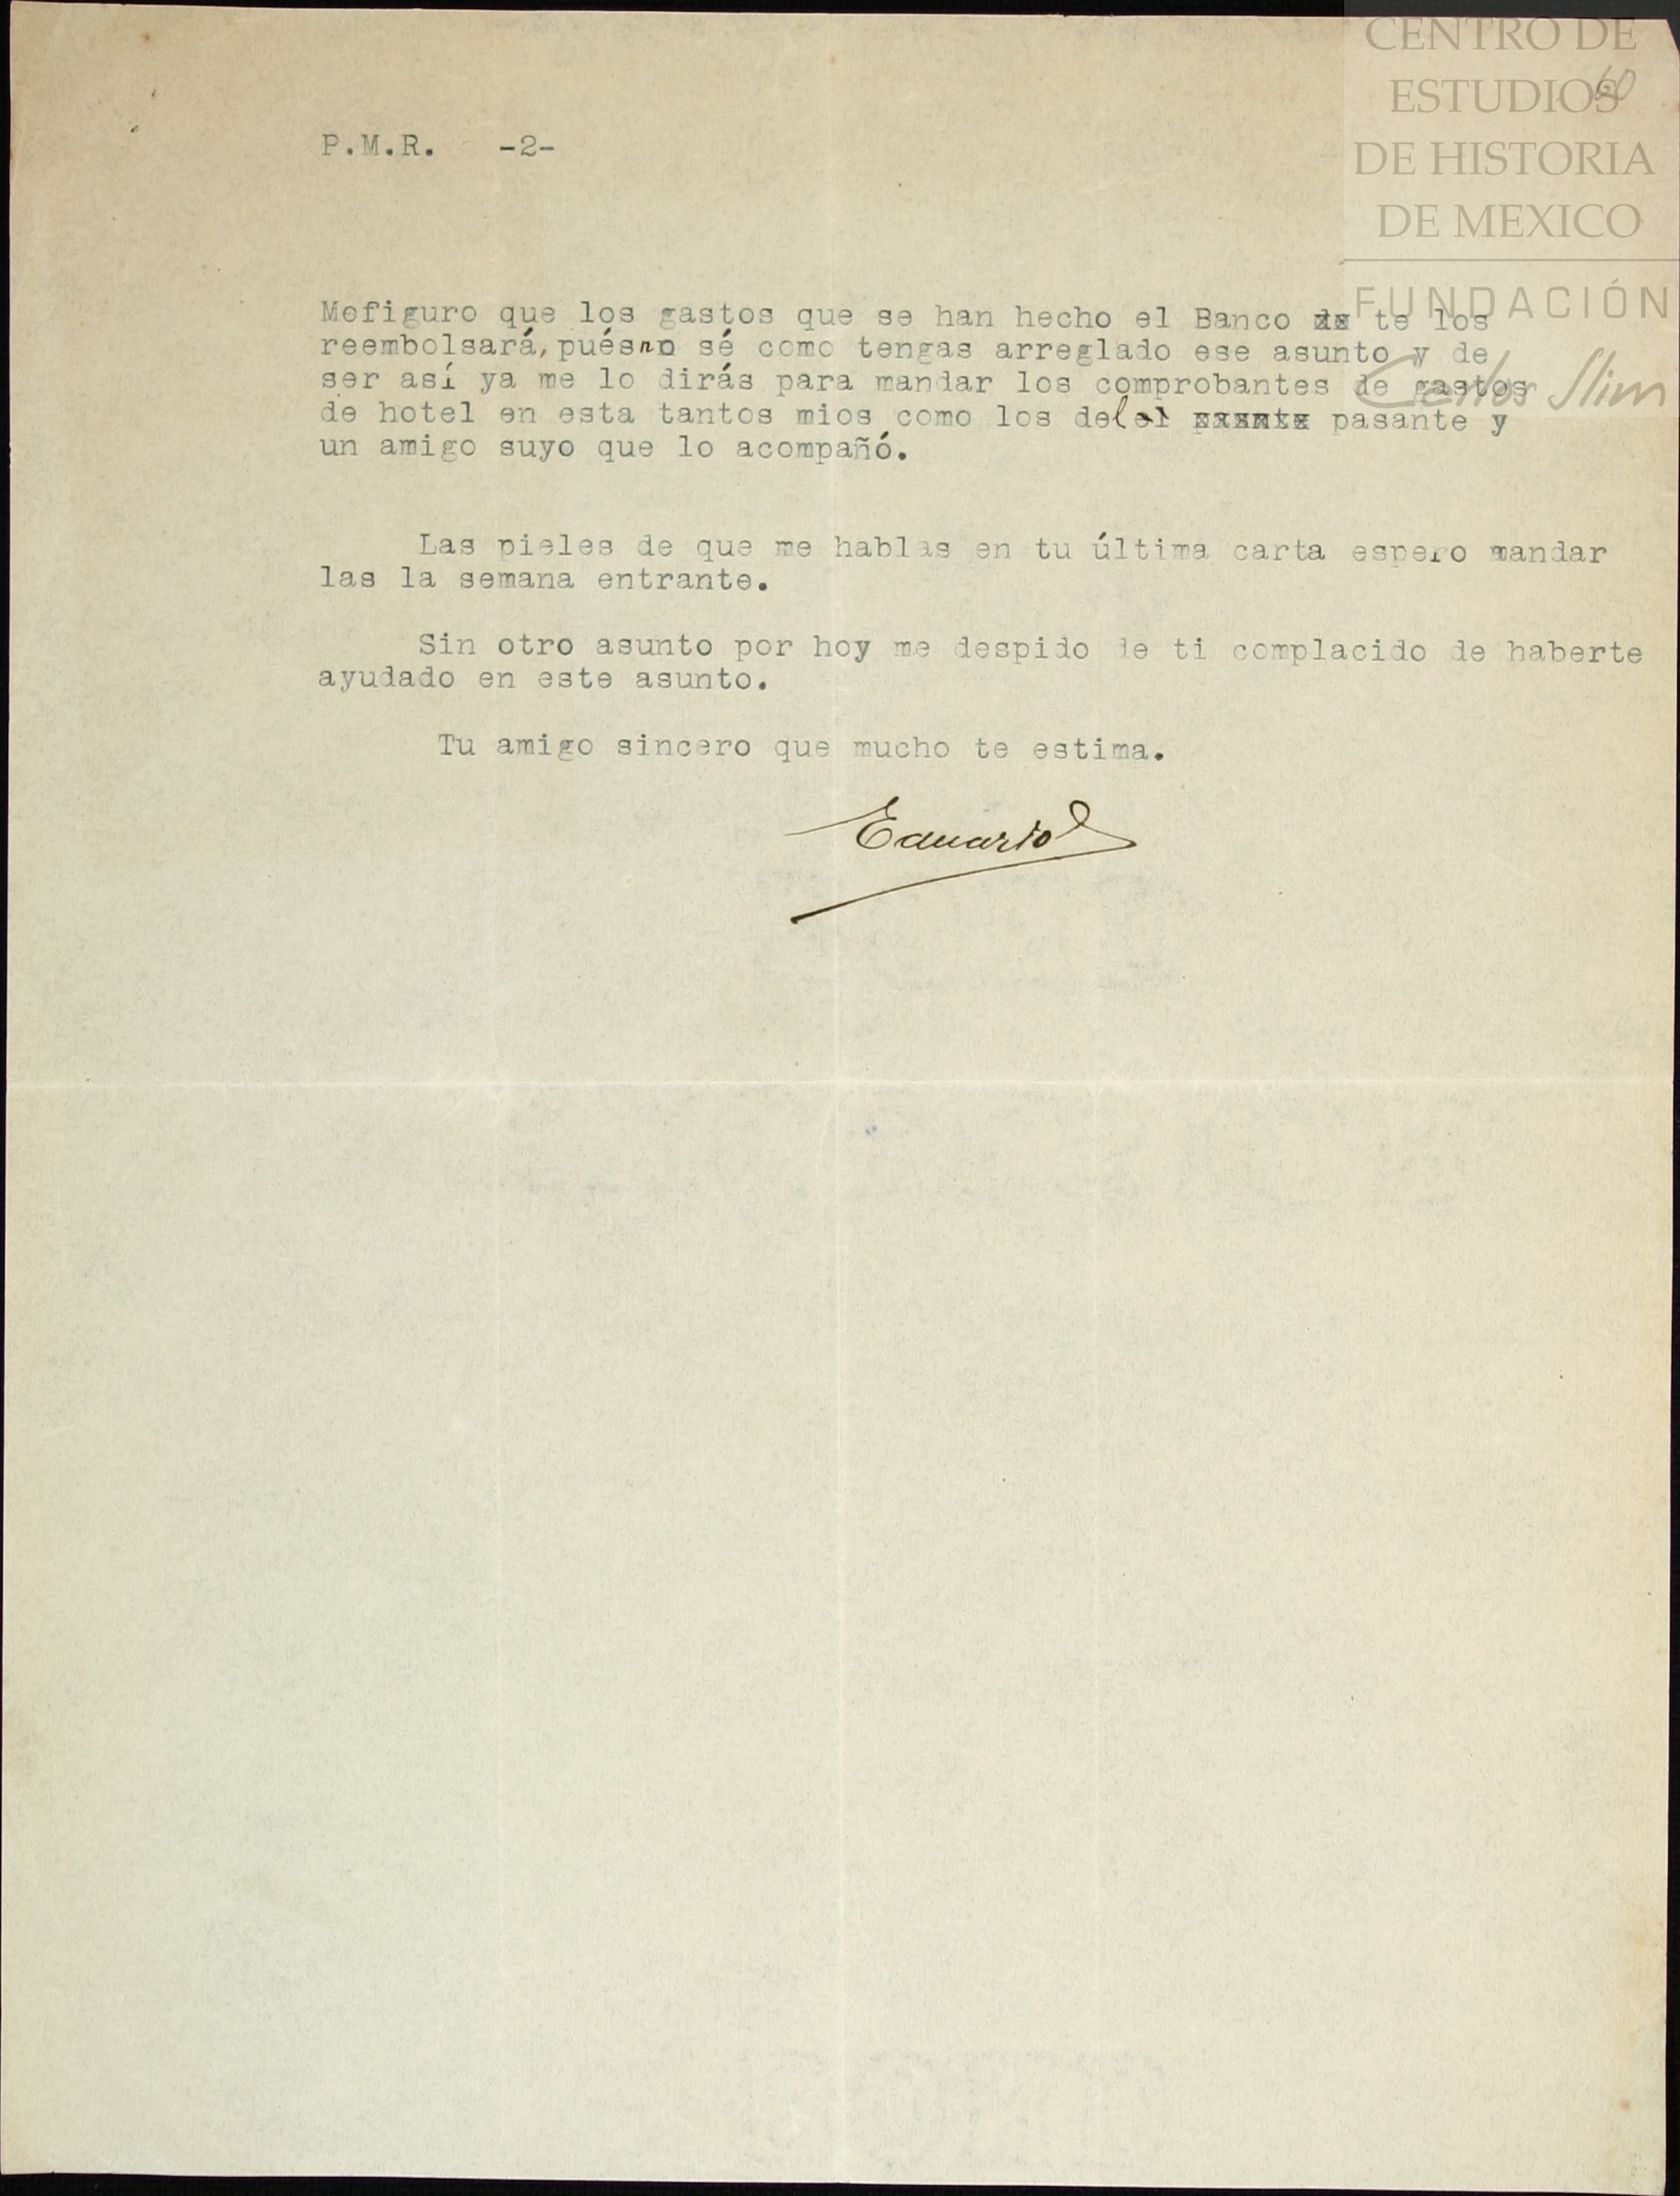 CENTRO DE
ESTUDIOS
60
DE HISTORIA
DE MEXICO
FUNDACIÓN
Carlos Slim
P.M.R. -2-
Mefiguro que los gastos que se han hecho el Banco te los
reembolsará, puésno sé como tengas arreglado ese asunto y de
ser así ya me lo dirás para mandar los comprobantes de gastos
de hotel en esta tantos mios como los del pasante y
un amigo suyo que lo acompañó.
Las pieles de que me hablas en tu última carta espero mandar
las la semana entrante.
Sin otro asunto por hoy me despido de ti complacido de haberte
ayudado en este asunto.
Tu amigo sincero que mucho te estima.
Eduardo